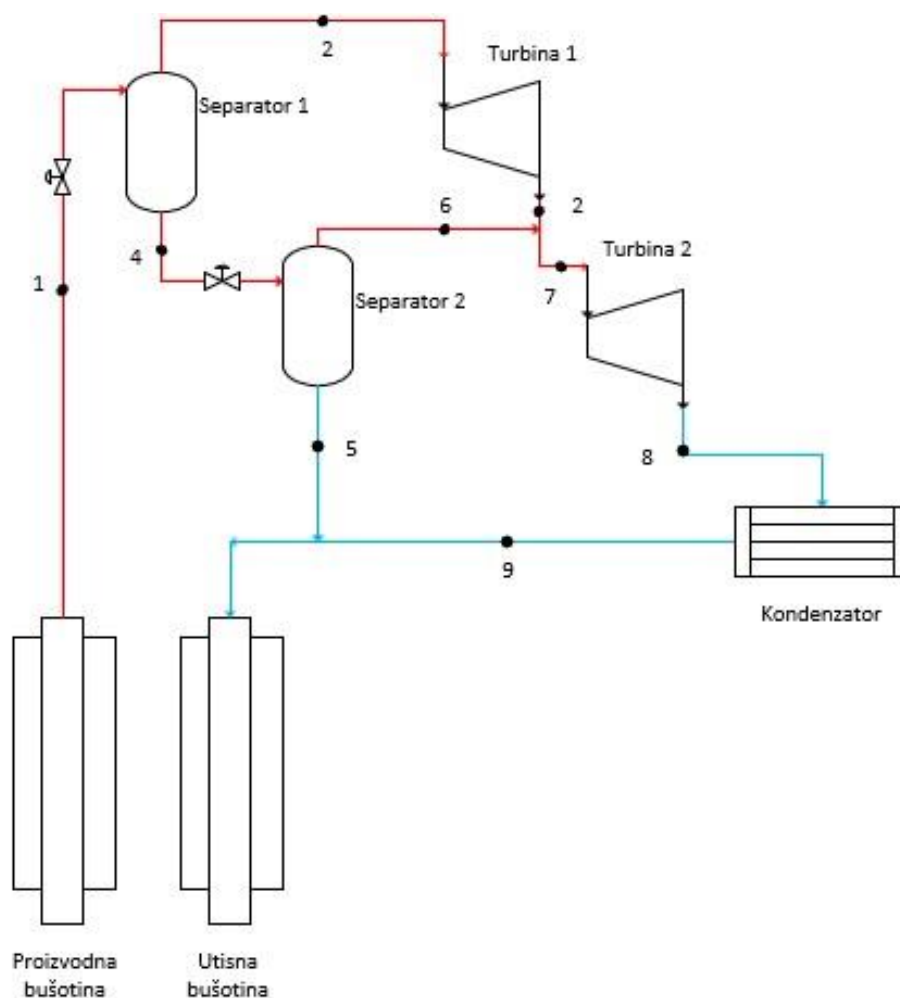 2
Turbina 1
Separator 1
6
2
4
Turbina 2
1
Separator 2
7
5
8
9
Kondenzator
Proizvodna
bušotina
Utisna
bušotina